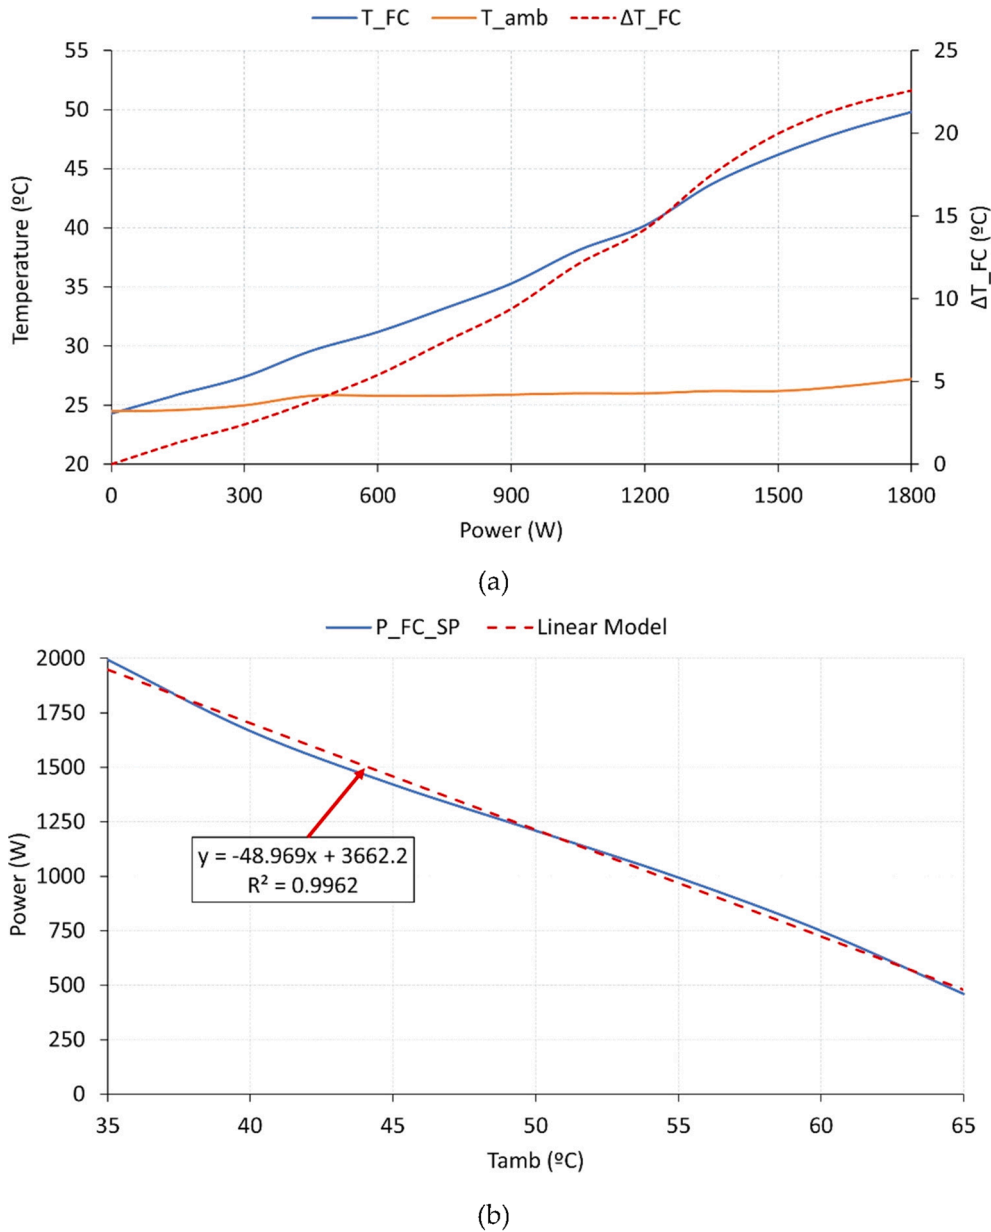 T_FC T_amb ΔT_FC
55 25
50
20
45
40
15
35
10
30
5
25
20 0
0 300 600 900 1200 1500 1800
Temperature (ºC)
ΔT_FC (ºC)
Power (W)
(a)
P_FC_SP Linear Model
2000
1750
1500
1250
y = -48.969x + 3662.2
R² = 0.9962
1000
750
500
250
0
35 40 45 50 55 60 65
Power (W)
Tamb (ºC)
(b)